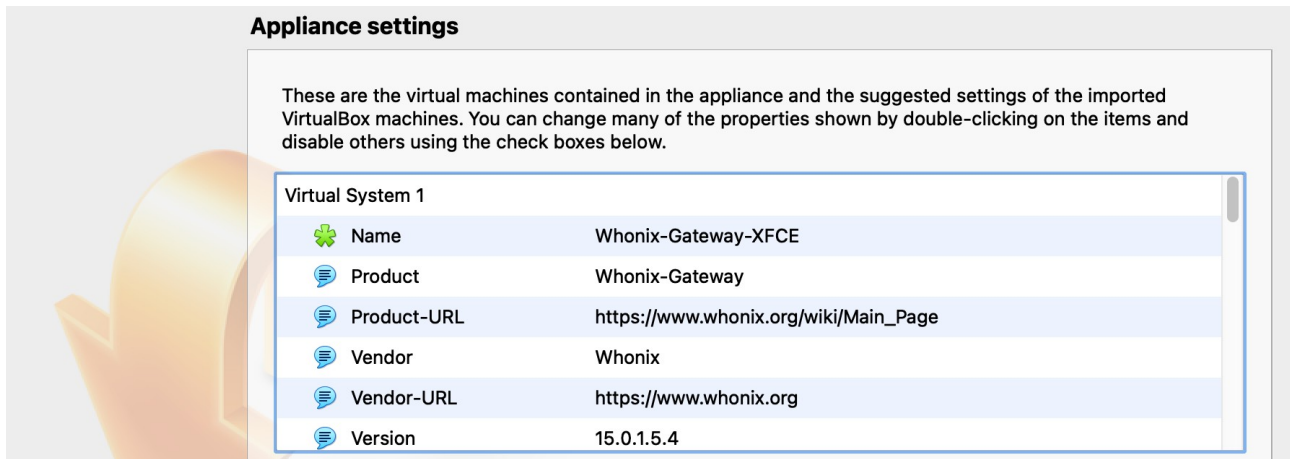 Appliance settings
These are the virtual machines contained in the appliance and the suggested settings of the imported
VirtualBox machines. You can change many of the properties shown by double-clicking on the items and
disable others using the check boxes below.
Virtual System 1
Name Whonix-Gateway-XFCE
Product Whonix-Gateway
Product-URL https://www.whonix.org/wiki/Main_Page
Vendor Whonix
Vendor-URL https://www.whonix.org
Version 15.0.1.5.4